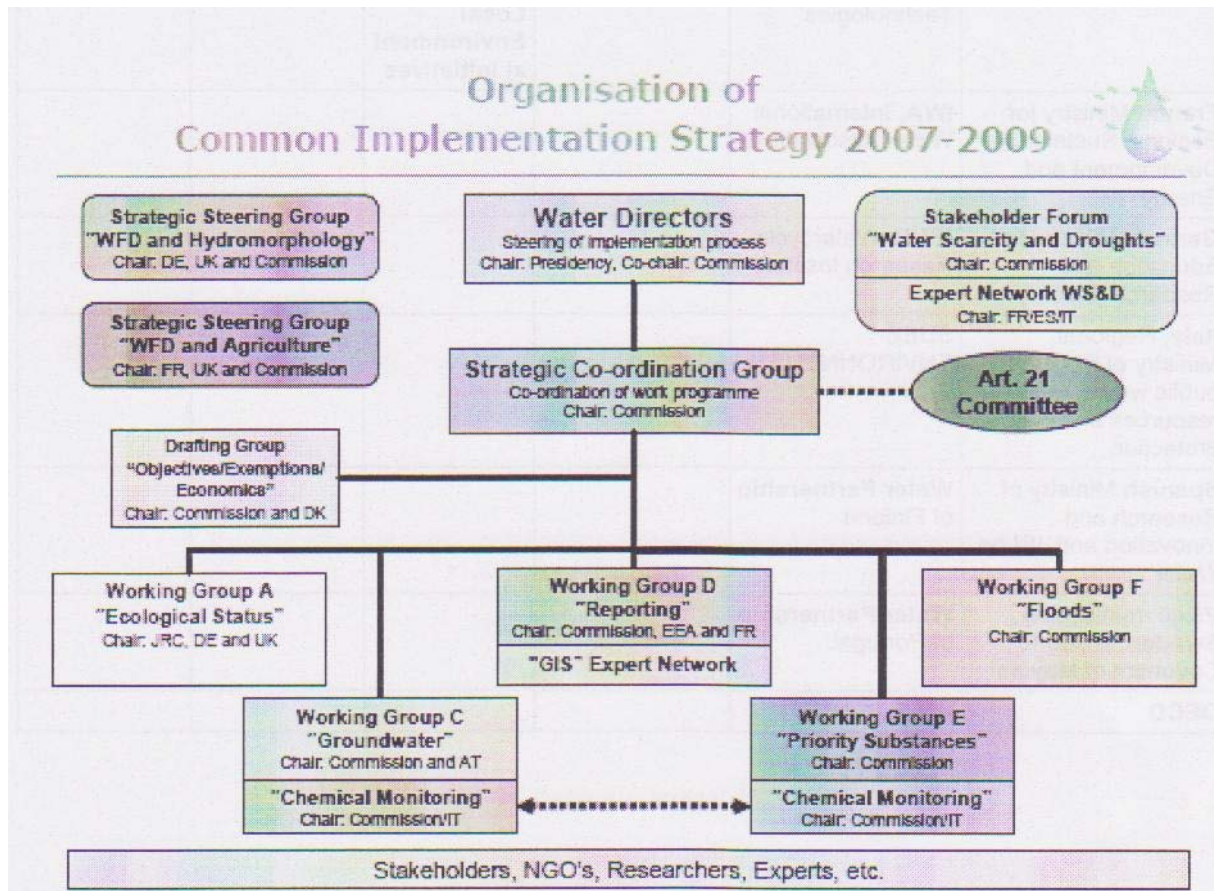 Organisation of
Common Implementation Strategy 2007-2009
Strategic Steering Group
"WFD and Hydromorphology"
Chair: DE, UK and Commission
Water Directors
Steering of implementation process
Chair: Presidency, Co-chair: Commission
Stakeholder Forum
"Water Scarcity and Droughts"
Chair: Commission
Expert Network WS&D
Chair: FR/ES/IT
Strategic Steering Group
"WFD and Agriculture"
Chair: FR, UK and Commission
Strategic Co-ordination Group
Co-ordination of work programme
Chair: Commission
Art. 21
Committee
Drafting Group
"Objectives/Exemptions/
Economics"
Chair: Commission and DK
Working Group A
"Ecological Status"
Chair: JRC, DE and UK
Working Group D
"Reporting"
Chair: Commission, EEA and FR
"GIS" Expert Network
Working Group F
"Floods"
Chair: Commission
Working Group C
"Groundwater"
Chair: Commission and AT
"Chemical Monitoring"
Chair: Commission/IT
Working Group E
"Priority Substances"
Chair: Commission
"Chemical Monitoring"
Chair: Commission/IT
Stakeholders, NGO's, Researchers, Experts, etc.